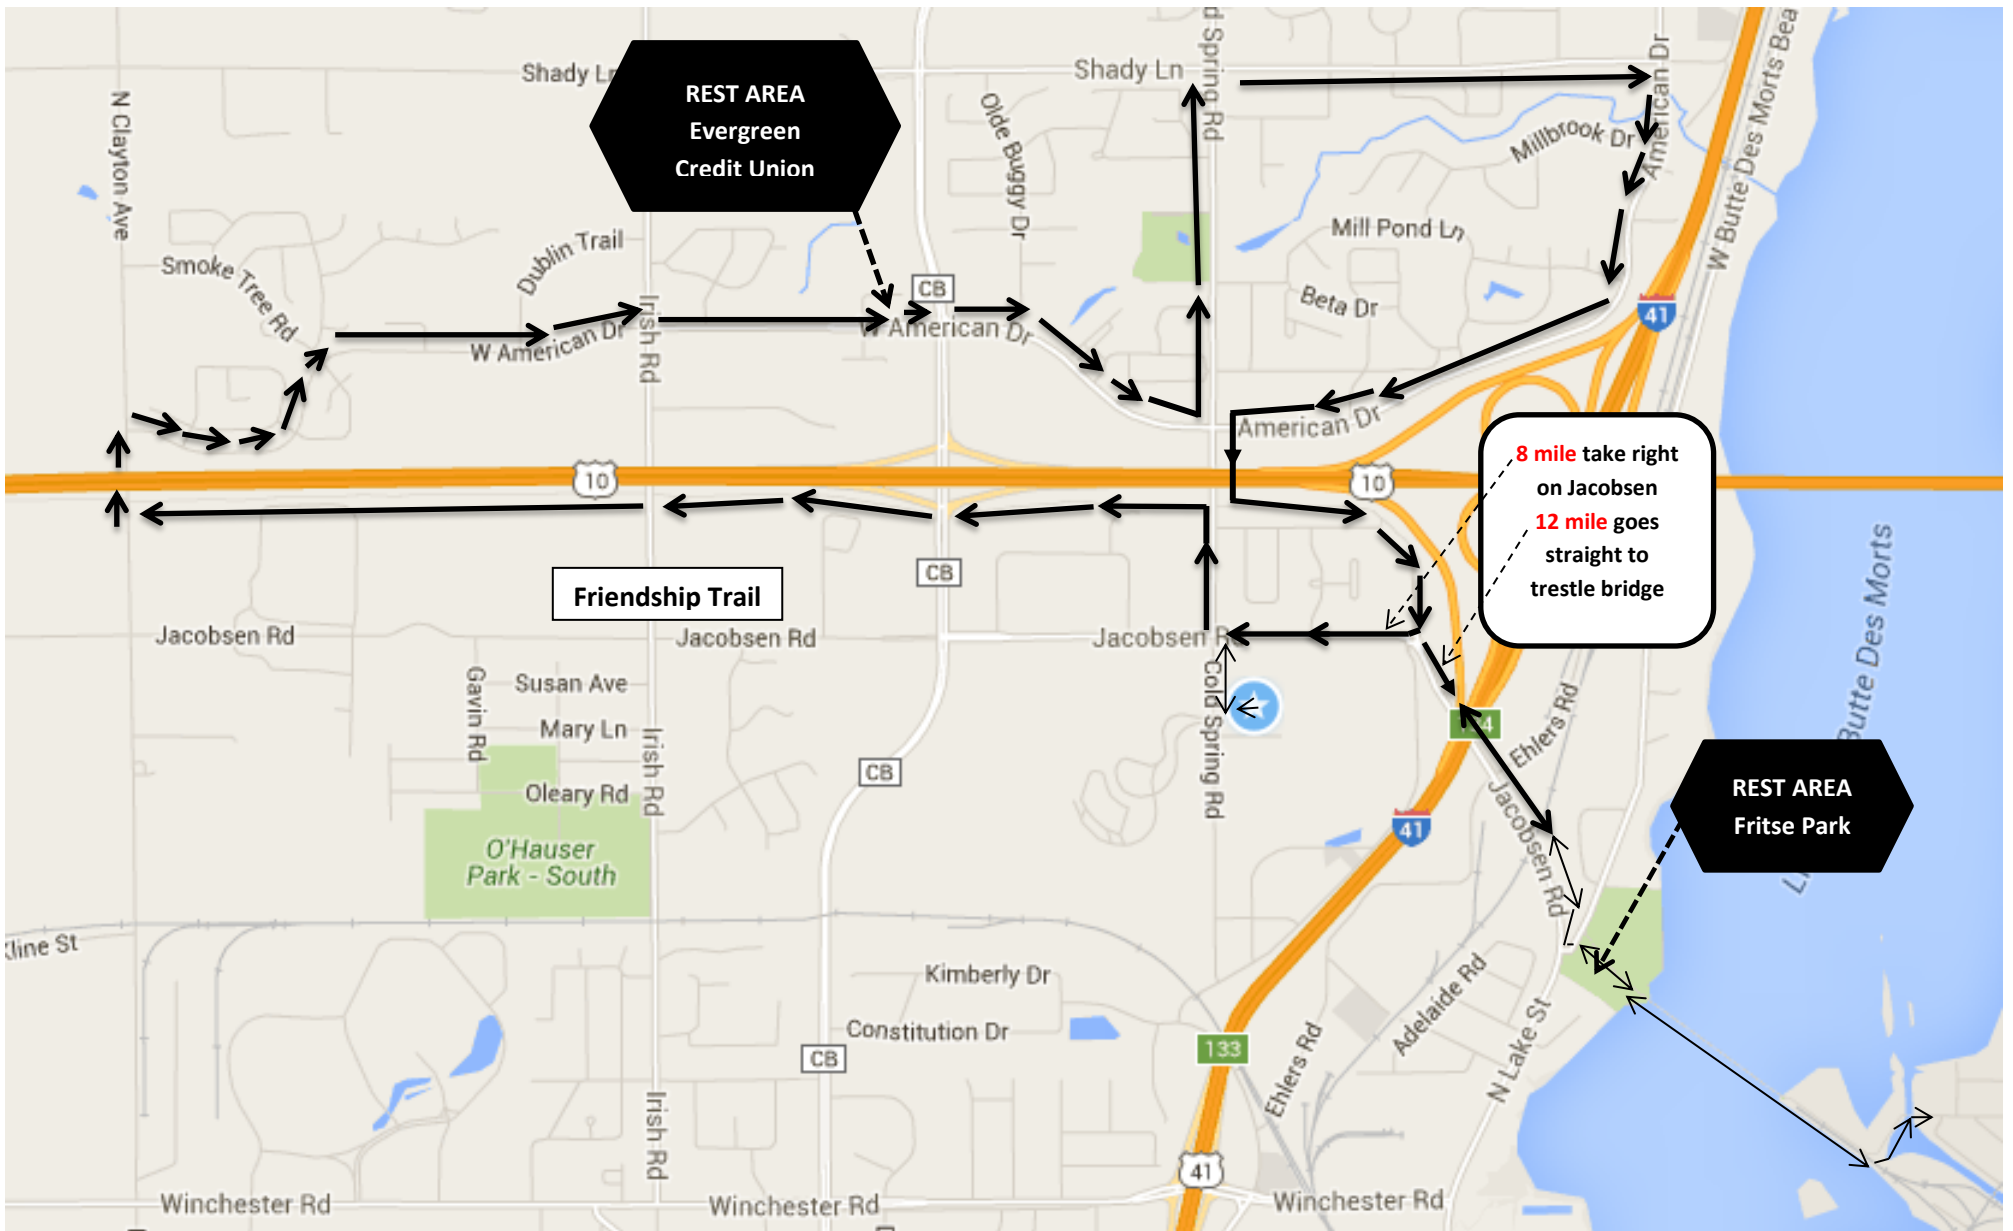 Shady Ln
REST AREA
Evergreen
Credit Union
Shady Ln
d Spring Rd
American Dr
W Butte Des Morts Bea
N Clayton Ave
Olde Buggy Dr
Millbrook Dr
Smoke Tree Rd
Dublin Trail
Mill Pond Ln
CB
Beta Dr
Irish Rd
W American Dr
W American Dr
41
American Dr
10
10
8 mile take right
on Jacobsen
12 mile goes
straight to
trestle bridge
CB
Friendship Trail
Jacobsen Rd
Jacobsen Rd
Jacobsen R
Butte Des Morts
Gavin Rd
Susan Ave
Mary Ln
Irish Rd
Oleary Rd
CB
Cold Spring Rd
Ehlers Rd
Jacobsen Rd
REST AREA
Fritse Park
41
O'Hauser
Park - South
Kline St
Kimberly Dr
Constitution Dr
CB
133
Ehlers Rd
Adelaide Rd
N Lake St
Irish Rd
41
Winchester Rd
Winchester Rd
Winchester Rd